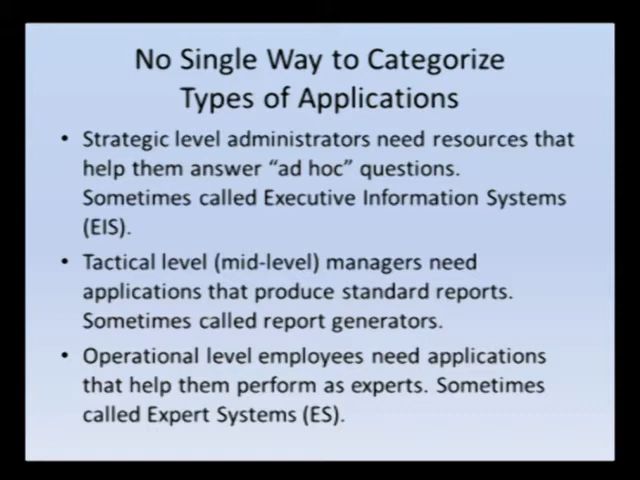 No Single Way to Categorize
Types of Applications
• Strategic level administrators need resources that
help them answer “ad hoc” questions.
Sometimes called Executive Information Systems
(EIS).
• Tactical level (mid-level) managers need
applications that produce standard reports.
Sometimes called report generators.
• Operational level employees need applications
that help them perform as experts. Sometimes
called Expert Systems (ES).